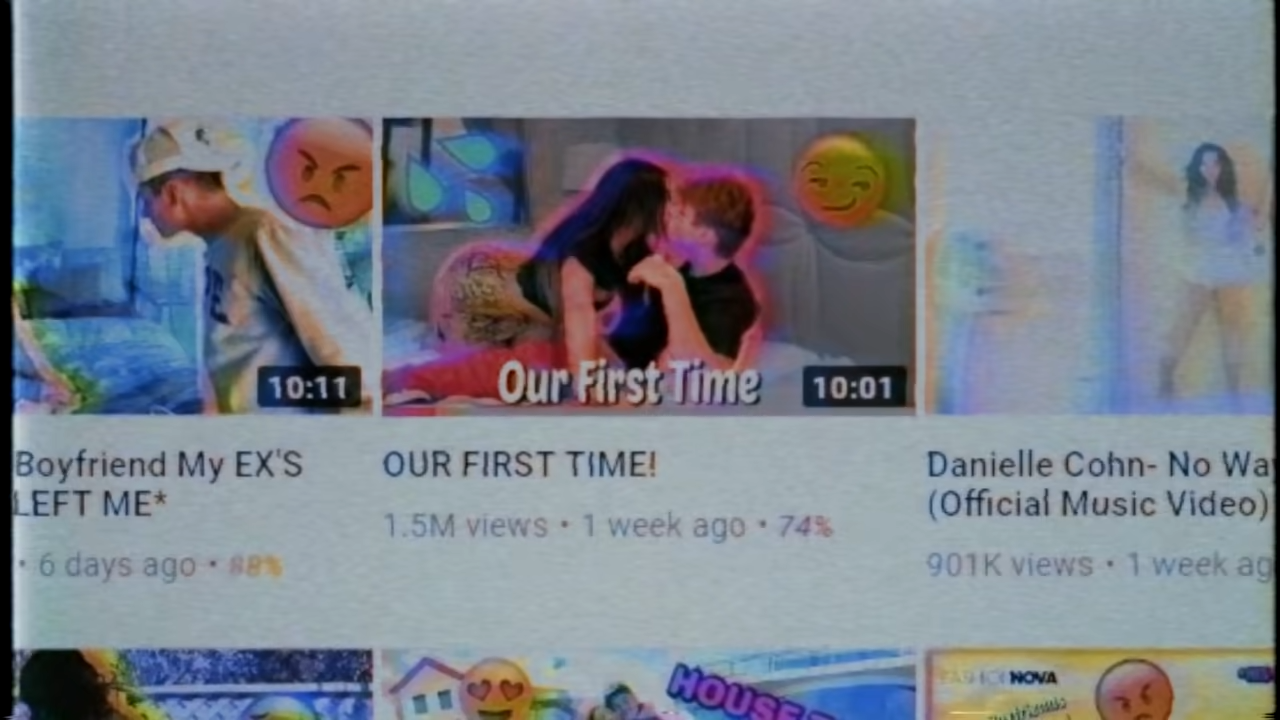 10:11
Our First Time
10:01
Boyfriend My EX'S
LEFT ME*
• 6 days ago • 88%
OUR FIRST TIME!
1.5M views • 1 week ago • 74%
Danielle Cohn- No Wa
(Official Music Video)
901K views • 1 week ag
HOUSE
FASHION NOVA